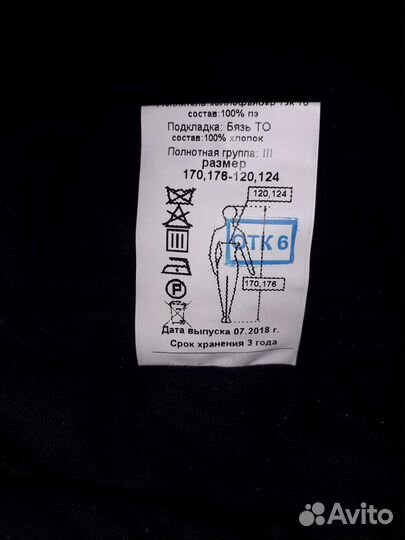 состав:100% пэ
Подкладка: Бязь ТО
состав:100% хлопок
Полнотная группа: III
размер
170,176-120,124
120,124
ОТК 6
170,176
P
Дата выпуска 07.2018 г.
Срок хранения 3 года
Avito